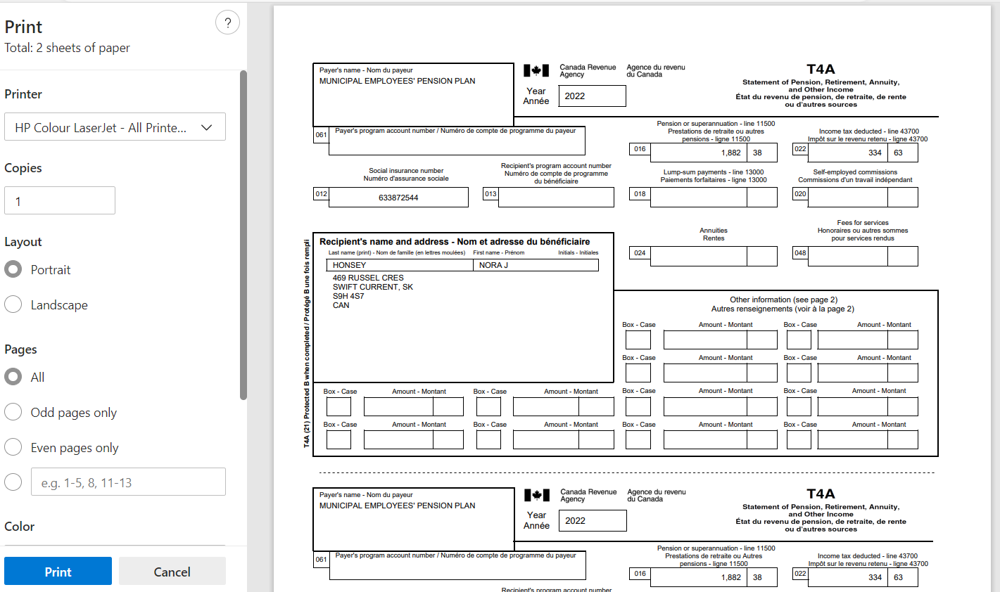 Print
?
Total: 2 sheets of paper
Printer
HP Colour LaserJet - All Printe...
Copies
1
Layout
Portrait
Landscape
Pages
All
Odd pages only
Even pages only
e.g. 1-5, 8, 11-13
Color
Print
Cancel
Payer's name - Nom du payeur
MUNICIPAL EMPLOYEES' PENSION PLAN
Canada Revenue Agency
Agence du revenu du Canada
Year
Année
2022
T4A
Statement of Pension, Retirement, Annuity,
and Other Income
État du revenu de pension, de retraite, de rente
ou d'autres sources
061
Payer's program account number / Numéro de compte de programme du payeur
Pension or superannuation - line 11500
Prestations de retraite ou autres
pensions - ligne 11500
016
1,882 38
Income tax deducted - line 43700
Impôt sur le revenu retenu - ligne 43700
022
334 63
Social insurance number
Numéro d'assurance sociale
012
633872544
Recipient's program account number
Numéro de compte de programme
du bénéficiaire
013
Lump-sum payments - line 13000
Paiements forfaitaires - ligne 13000
018
Self-employed commissions
Commissions d'un travail indépendant
020
Annuities
Rentes
024
Fees for services
Honoraires ou autres sommes
pour services rendus
048
T4A (21) Protected B when completed / Protégé B une fois rempli
Recipient's name and address - Nom et adresse du bénéficiaire
Last name (print) - Nom de famille (en lettres moulées) First name - Prénom Initials - Initiales
HONSEY NORA J
469 RUSSEL CRES
SWIFT CURRENT, SK
S9H 4S7
CAN
Other information (see page 2)
Autres renseignements (voir à la page 2)
Box - Case Amount - Montant Box - Case Amount - Montant
Box - Case Amount - Montant Box - Case Amount - Montant
Box - Case Amount - Montant Box - Case Amount - Montant Box - Case Amount - Montant Box - Case Amount - Montant
Box - Case Amount - Montant Box - Case Amount - Montant Box - Case Amount - Montant Box - Case Amount - Montant
Payer's name - Nom du payeur
MUNICIPAL EMPLOYEES' PENSION PLAN
Canada Revenue Agency
Agence du revenu du Canada
Year
Année
2022
T4A
Statement of Pension, Retirement, Annuity,
and Other Income
État du revenu de pension, de retraite, de rente
ou d'autres sources
061
Payer's program account number / Numéro de compte de programme du payeur
Pension or superannuation - line 11500
Prestations de retraite ou Autres
pensions - ligne 11500
016
1,882 38
Income tax deducted - line 43700
Impôt sur le revenu retenu - ligne 43700
022
334 63
Recipient's program account number